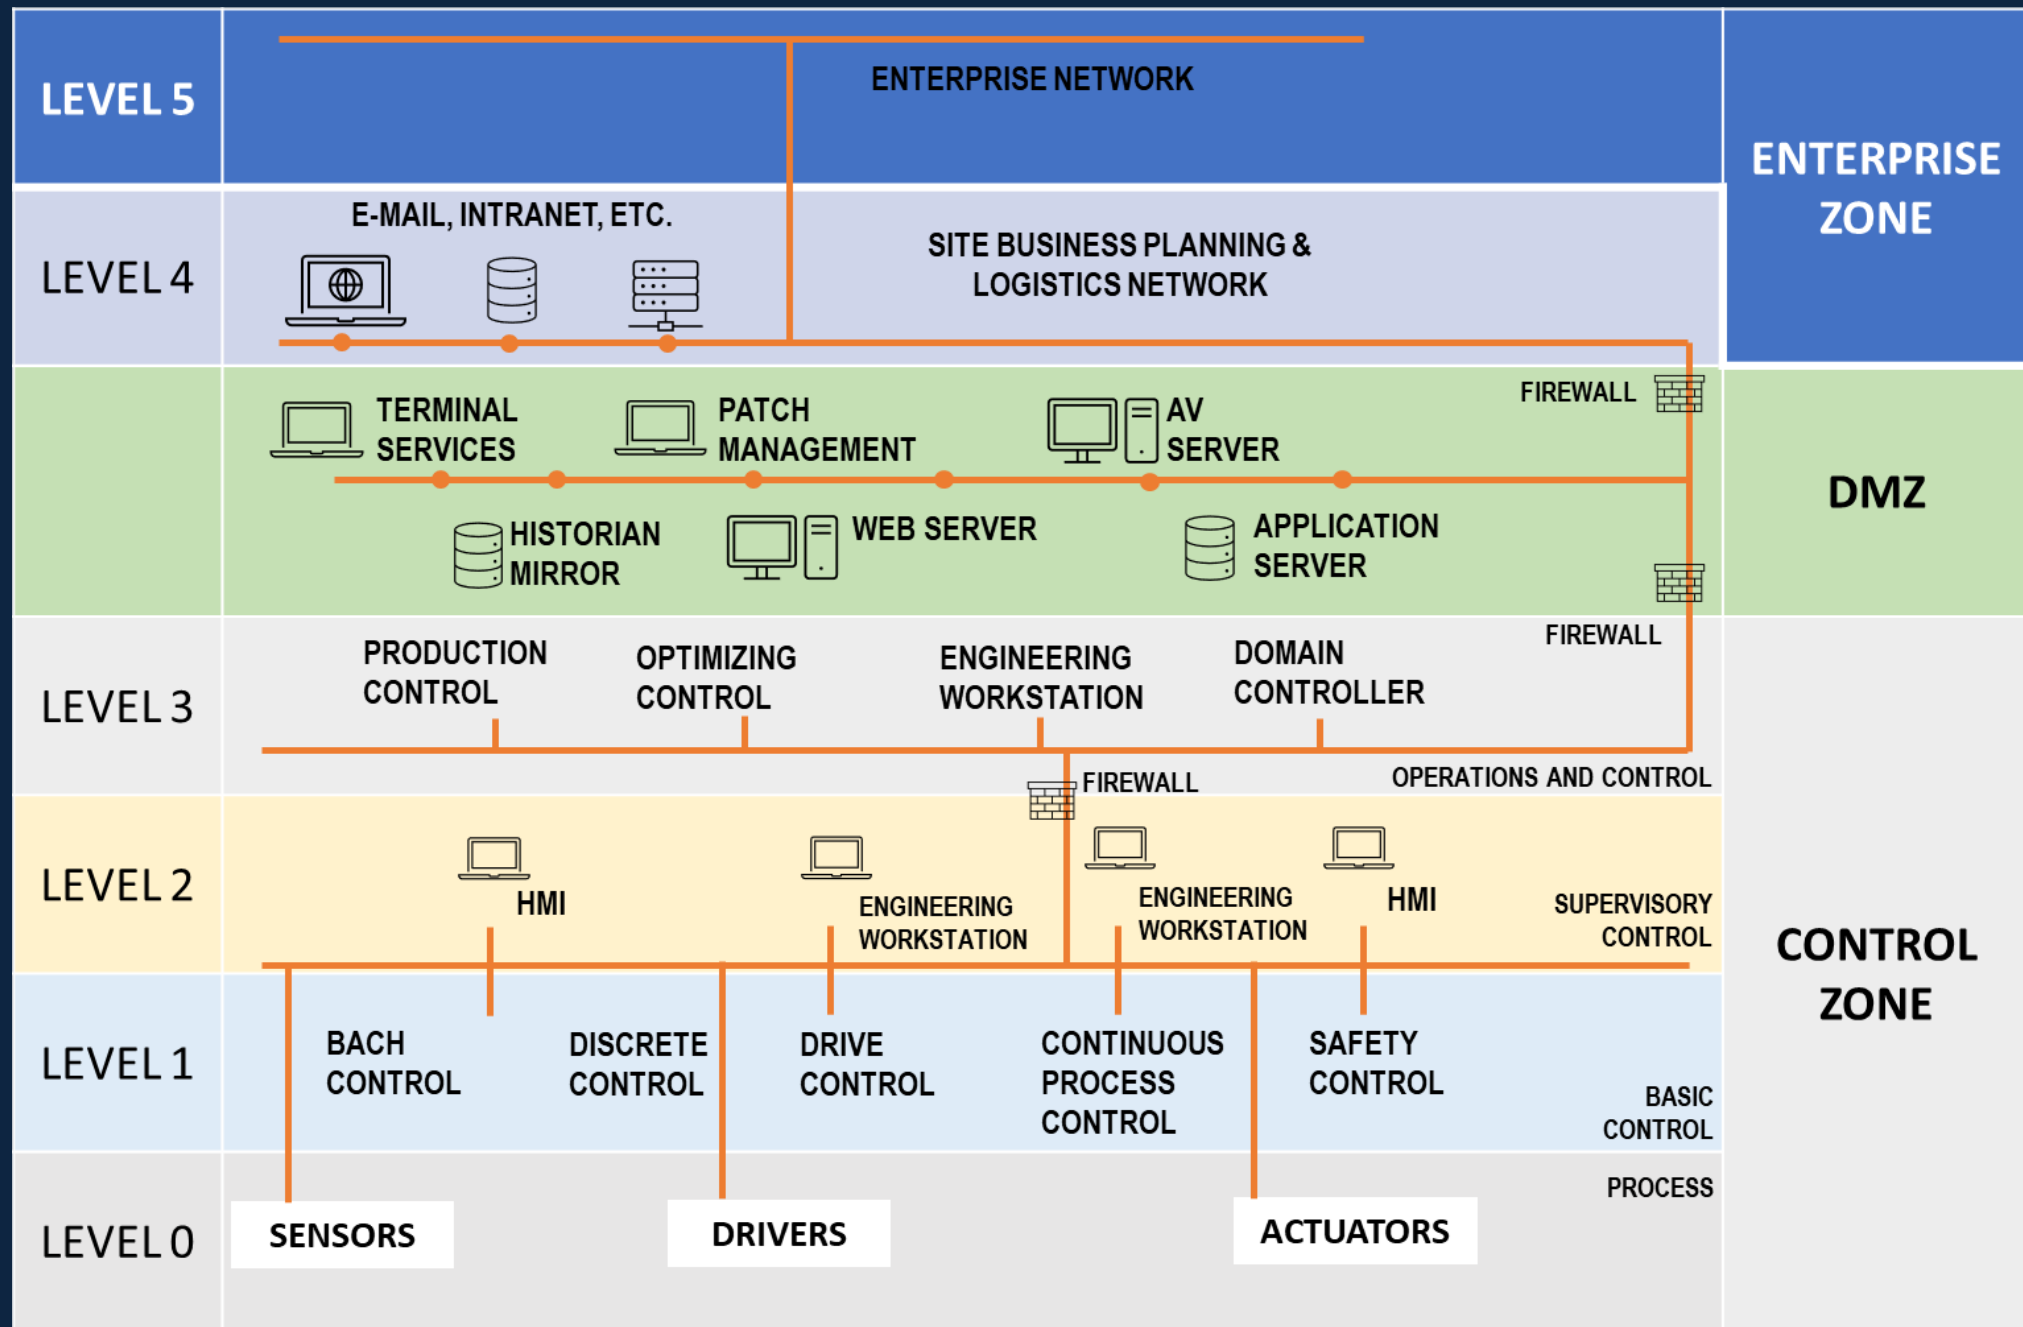 LEVEL 5
ENTERPRISE NETWORK
ENTERPRISE
ZONE
LEVEL 4
E-MAIL, INTRANET, ETC.
SITE BUSINESS PLANNING &
LOGISTICS NETWORK
FIREWALL
TERMINAL
SERVICES
PATCH
MANAGEMENT
AV
SERVER
HISTORIAN
MIRROR
WEB SERVER
APPLICATION
SERVER
DMZ
FIREWALL
LEVEL 3
PRODUCTION
CONTROL
OPTIMIZING
CONTROL
ENGINEERING
WORKSTATION
DOMAIN
CONTROLLER
FIREWALL
OPERATIONS AND CONTROL
LEVEL 2
HMI
ENGINEERING
WORKSTATION
ENGINEERING
WORKSTATION
HMI
SUPERVISORY
CONTROL
CONTROL
ZONE
LEVEL 1
BACH
CONTROL
DISCRETE
CONTROL
DRIVE
CONTROL
CONTINUOUS
PROCESS
CONTROL
SAFETY
CONTROL
BASIC
CONTROL
LEVEL 0
PROCESS
SENSORS
DRIVERS
ACTUATORS